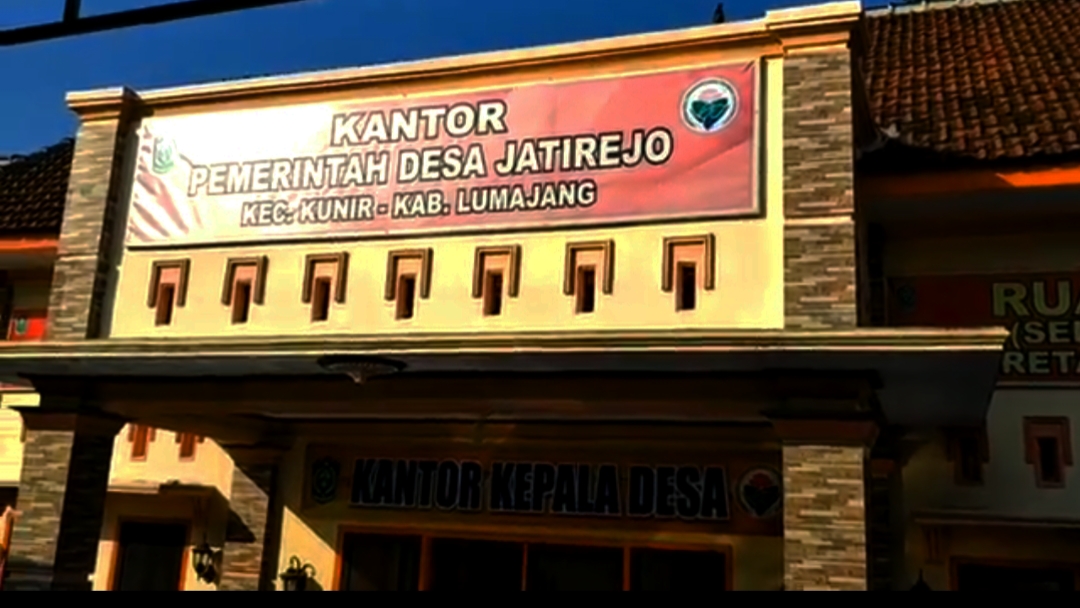 KANTOR
PEMERINTAH DESA JATIREJO
KEC. KUNIR - KAB. LUMAJANG
KANTOR KEPALA DESA